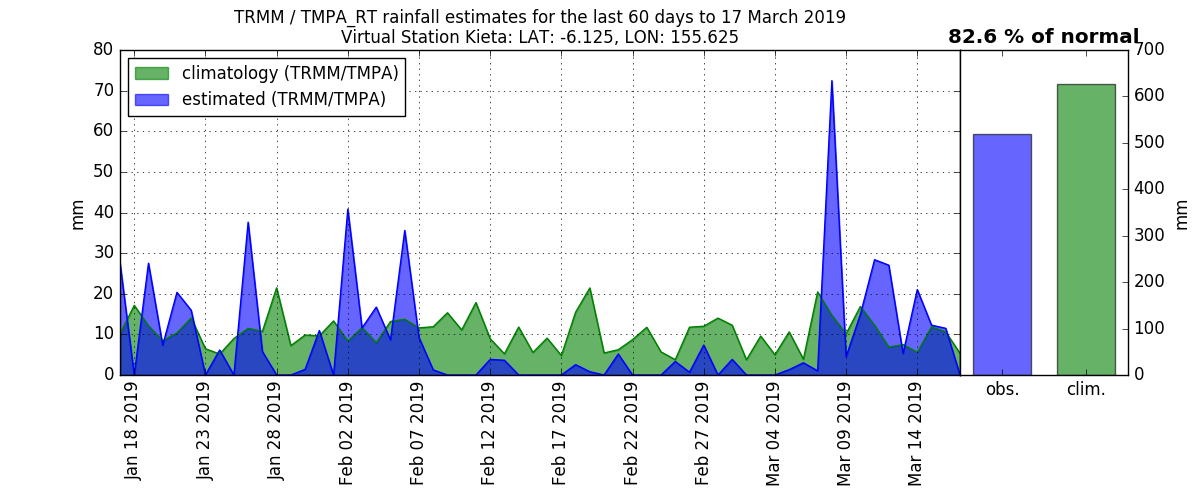 TRMM / TMPA_RT rainfall estimates for the last 60 days to 17 March 2019
Virtual Station Kieta: LAT: -6.125, LON: 155.625
82.6 % of normal
climatology (TRMM/TMPA)
estimated (TRMM/TMPA)
80
70
60
50
40
30
20
10
0
mm
Jan 18 2019
Jan 23 2019
Jan 28 2019
Feb 02 2019
Feb 07 2019
Feb 12 2019
Feb 17 2019
Feb 22 2019
Feb 27 2019
Mar 04 2019
Mar 09 2019
Mar 14 2019
obs.
clim.
700
600
500
400
300
200
100
0
mm